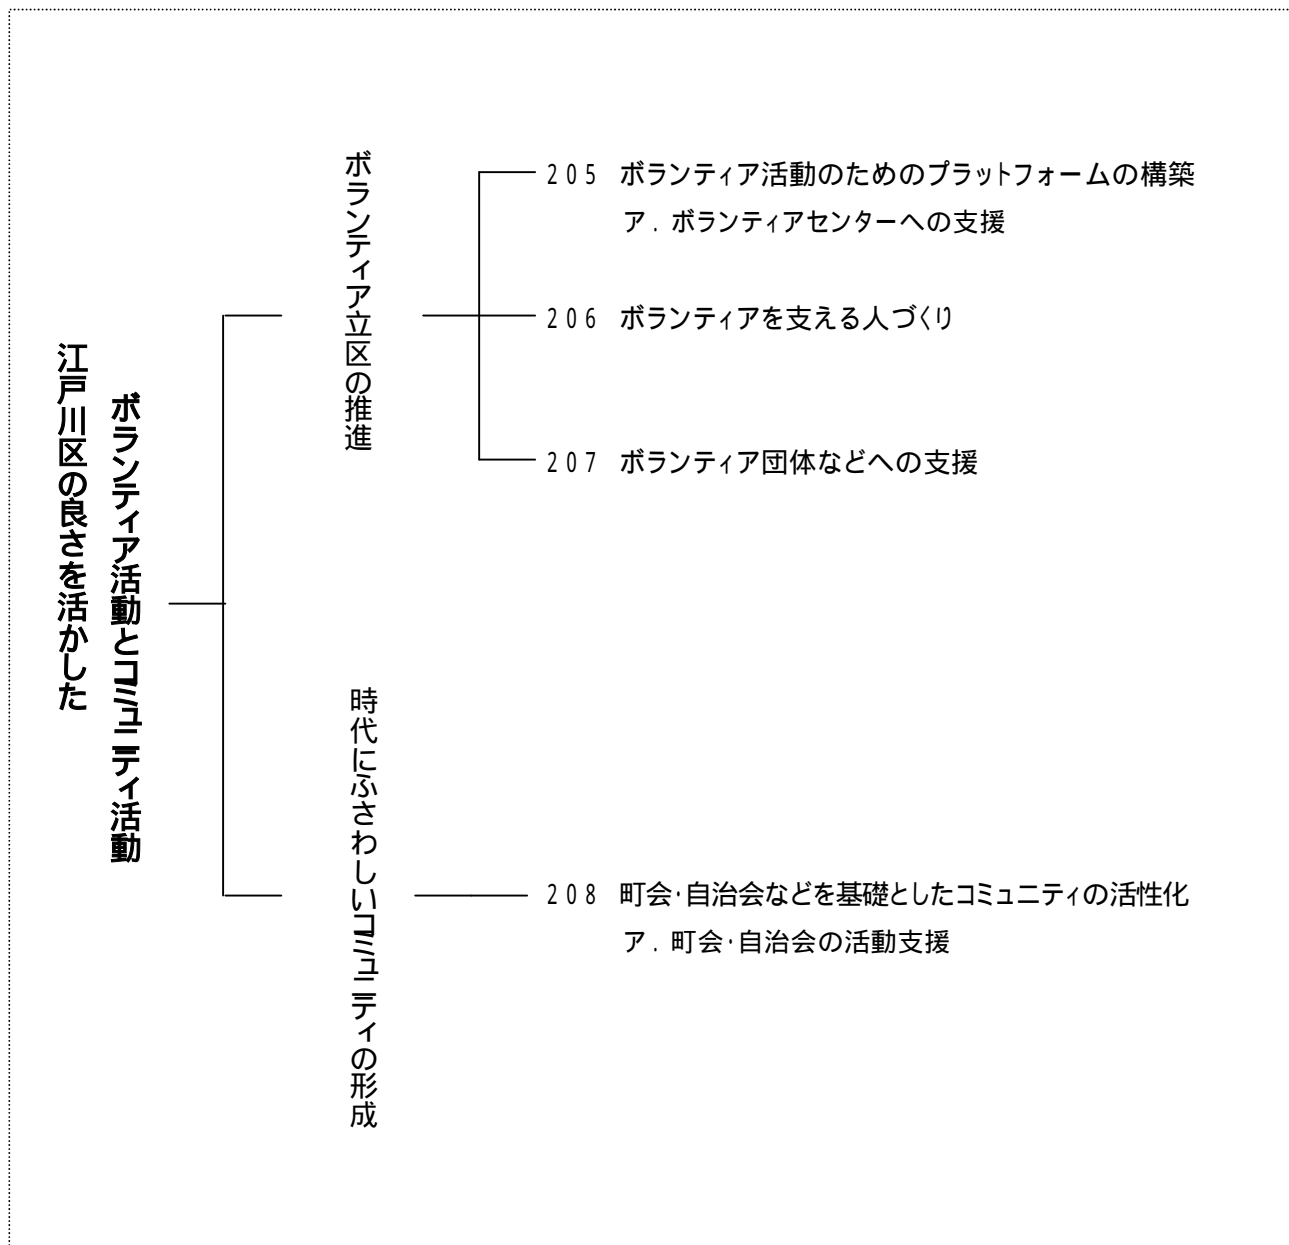 江戸川区の良さを活かした
ボランティア活動とコミュニティ活動
ボランティア立区の推進
205 ボランティア活動のためのプラットフォームの構築
ア．ボランティアセンターへの支援
206 ボランティアを支える人づくり
207 ボランティア団体などへの支援
時代にふさわしいコミュニティの形成
208 町会・自治会などを基礎としたコミュニティの活性化
ア．町会・自治会の活動支援